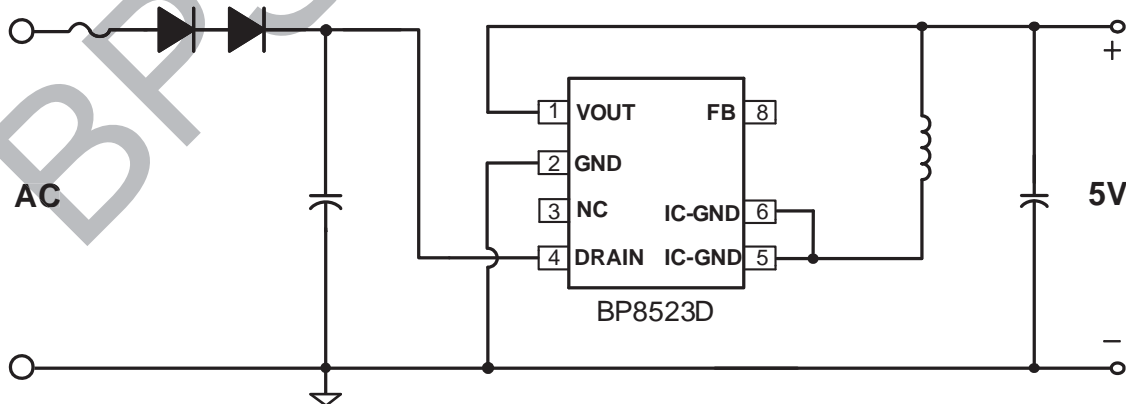 BPS
+
1 VOUT FB 8
2 GND
AC
5V
3 NC IC-GND 6
4 DRAIN IC-GND 5
BP8523D
−